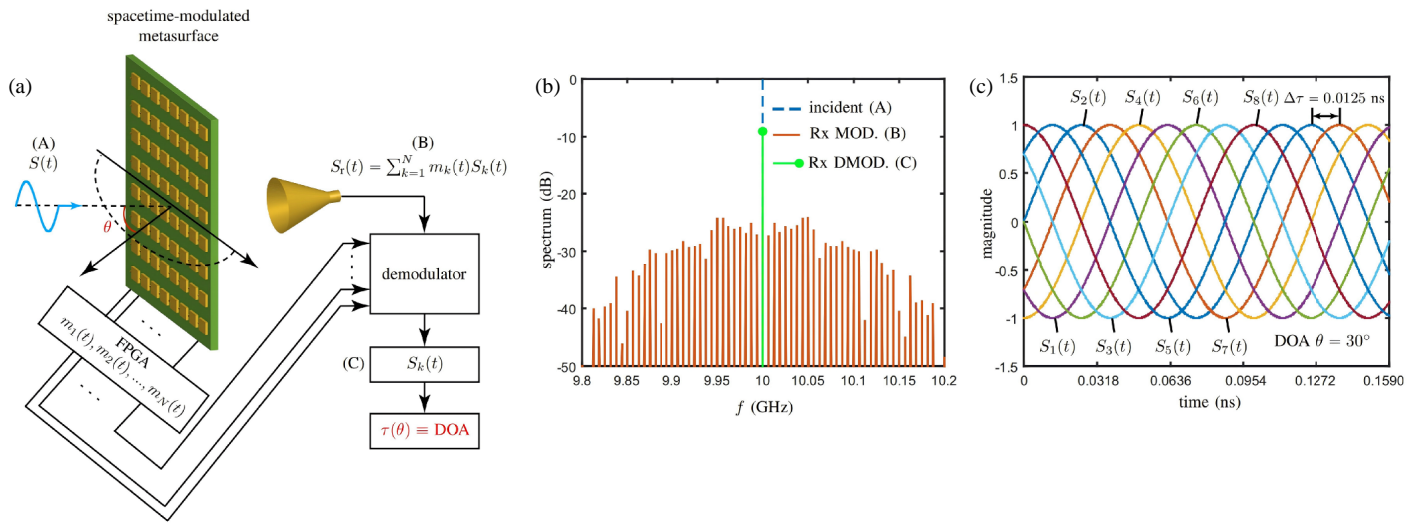 spacetime-modulated
metasurface
(a)
(A)
S(t)
θ
(B)
S_r(t) = ∑_{k=1}^{N} m_k(t)S_k(t)
demodulator
FPGA
m_1(t), m_2(t), ..., m_N(t)
(C)
S_k(t)
τ(θ) ≡ DOA
(b)
0
-10
-20
-30
-40
-50
spectrum (dB)
incident (A)
Rx MOD. (B)
Rx DMOD. (C)
9.8 9.85 9.9 9.95 10 10.05 10.1 10.15 10.2
f (GHz)
(c)
1.5
1
0.5
0
-0.5
-1
-1.5
magnitude
S_2(t) S_4(t) S_6(t) S_8(t) Δτ = 0.0125 ns
S_1(t) S_3(t) S_5(t) S_7(t) DOA θ = 30°
0 0.0318 0.0636 0.0954 0.1272 0.1590
time (ns)